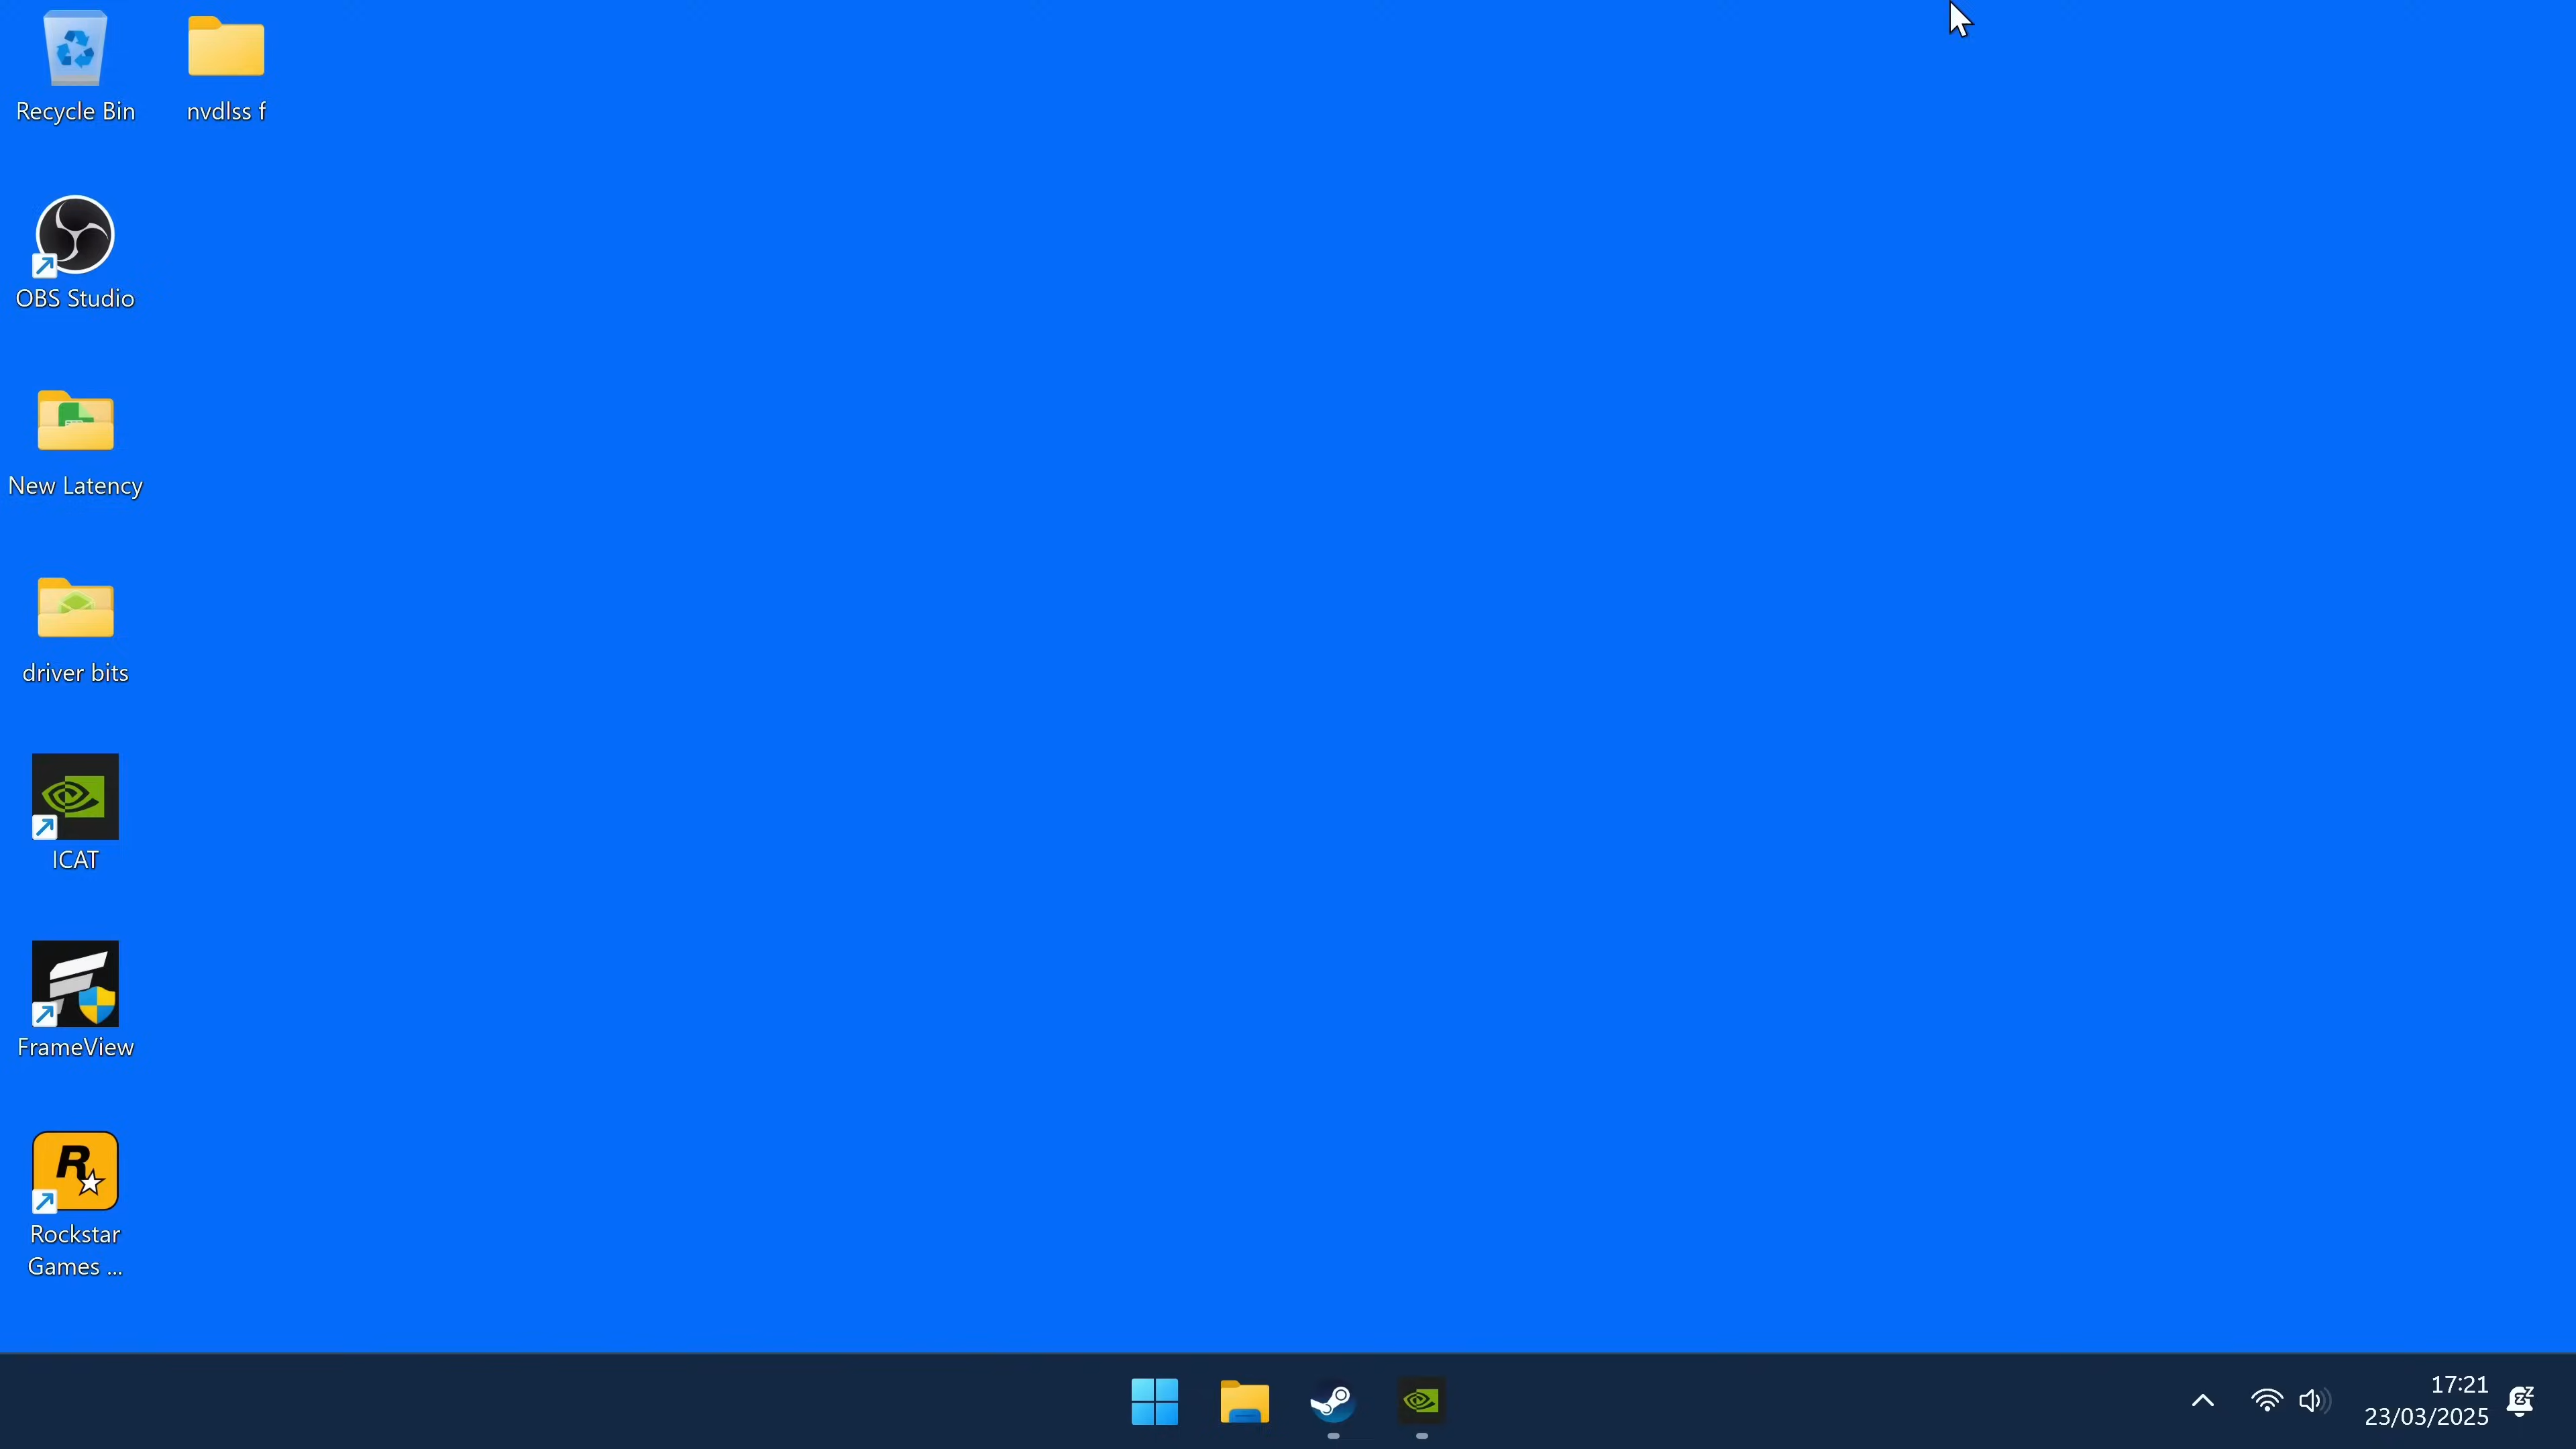 Recycle Bin
nvdlss f
OBS Studio
New Latency
driver bits
ICAT
FrameView
R
Rockstar
Games ...
17:21
23/03/2025